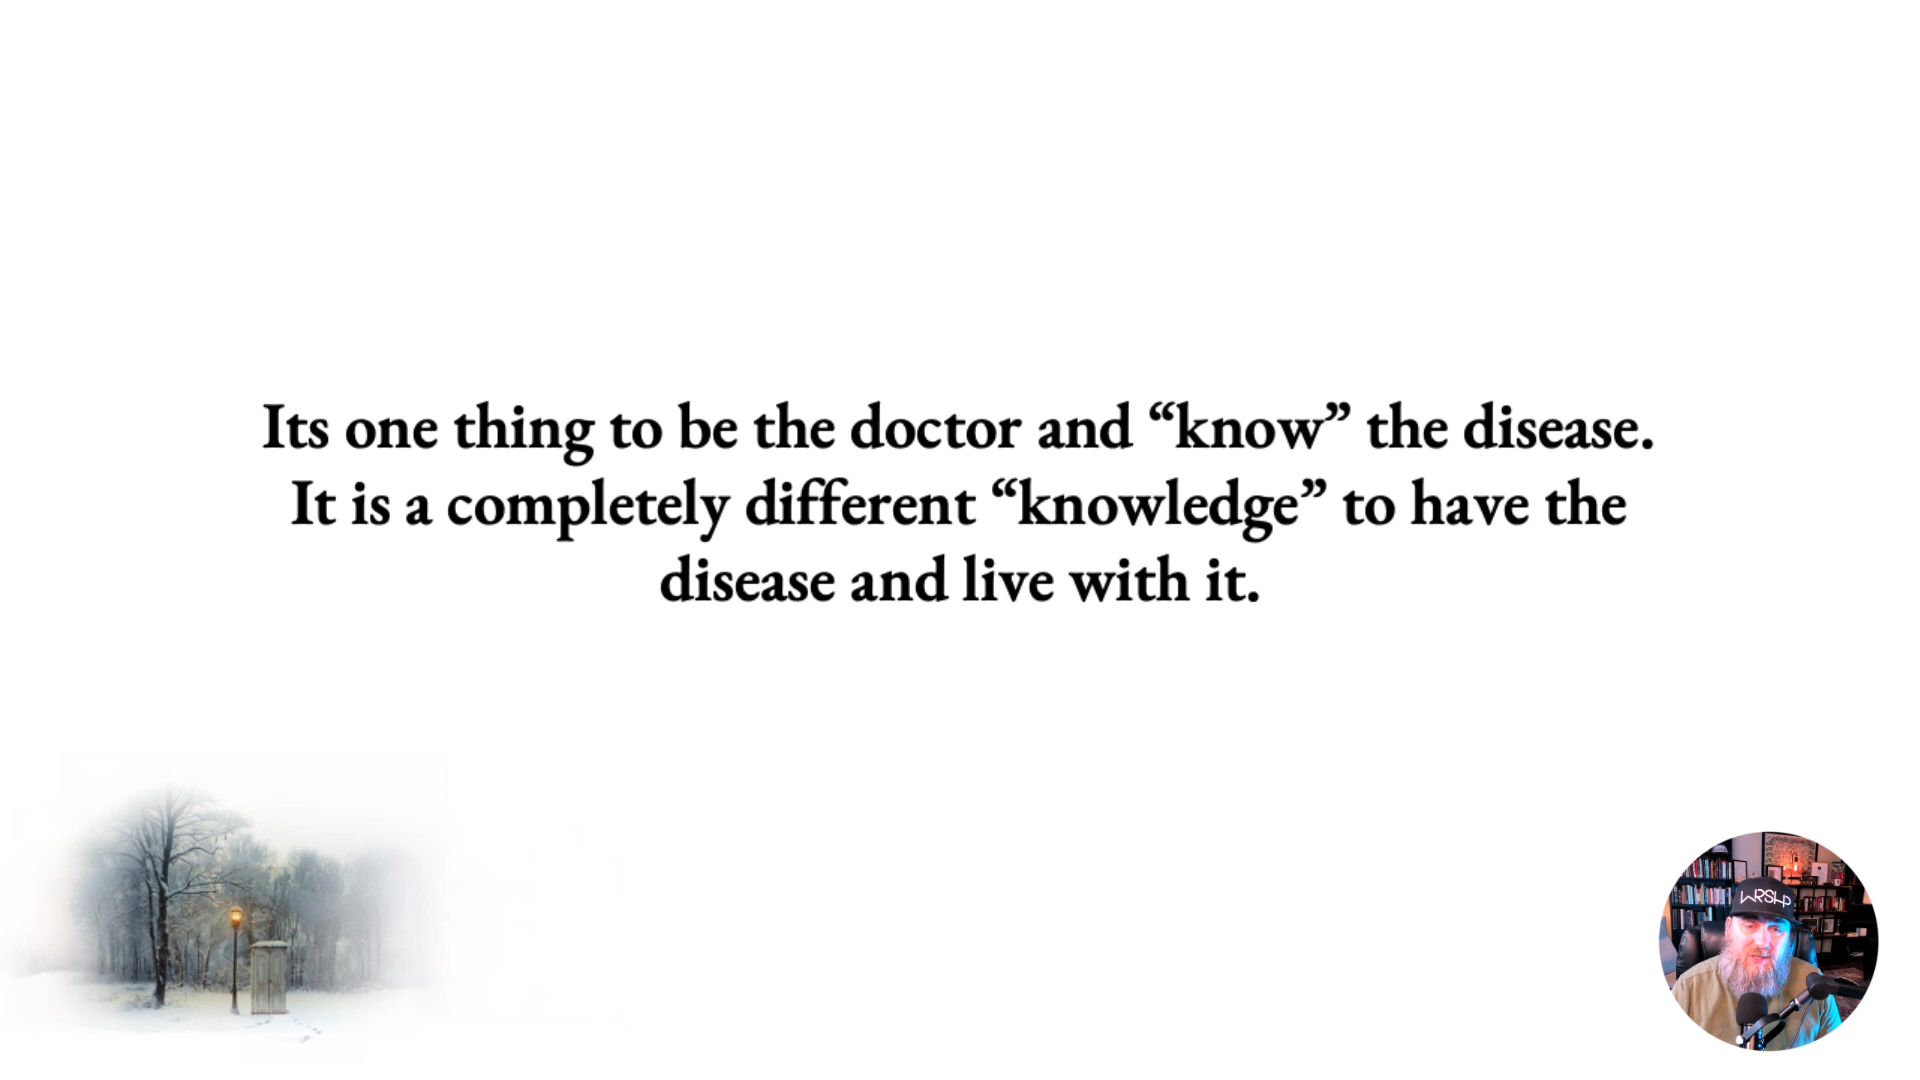 Its one thing to be the doctor and “know” the disease.
It is a completely different “knowledge” to have the
disease and live with it.
WRSHP